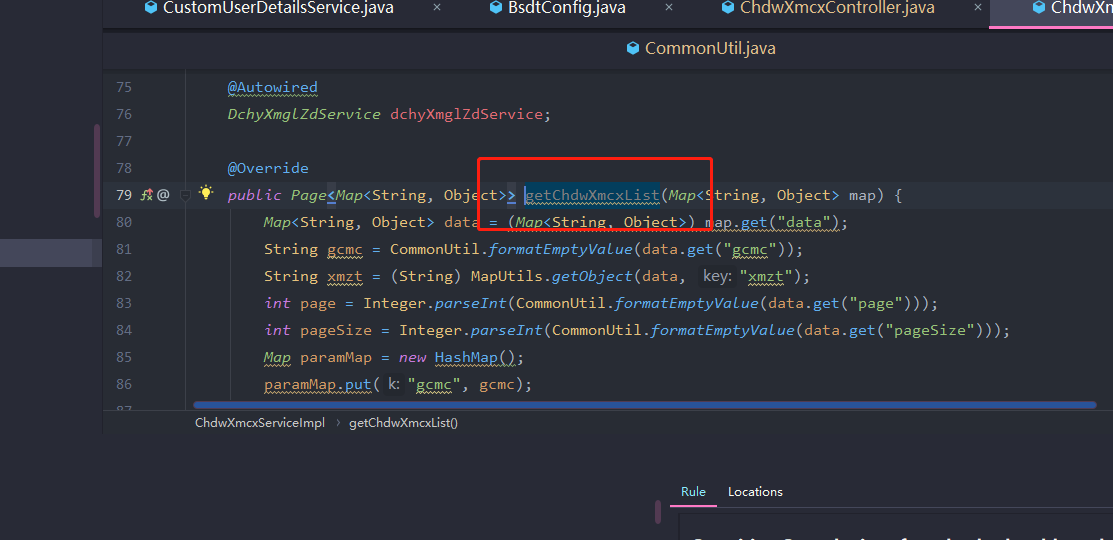 CustomUserDetailsService.java × BsdtConfig.java × ChdwXmcxController.java × ChdwXm
CommonUtil.java
75 @Autowired
76 DchyXmglZdService dchyXmglZdService;
77
78 @Override
79 @ public Page<Map<String, Object>> getChdwXmcxList(Map<String, Object> map) {
80 Map<String, Object> data = (Map<String, Object>) map.get("data");
81 String gcmc = CommonUtil.formatEmptyValue(data.get("gcmc"));
82 String xmzt = (String) MapUtils.getObject(data, key: "xmzt");
83 int page = Integer.parseInt(CommonUtil.formatEmptyValue(data.get("page")));
84 int pageSize = Integer.parseInt(CommonUtil.formatEmptyValue(data.get("pageSize")));
85 Map paramMap = new HashMap();
86 paramMap.put( k: "gcmc", gcmc);
87
ChdwXmcxServiceImpl › getChdwXmcxList()
Rule Locations